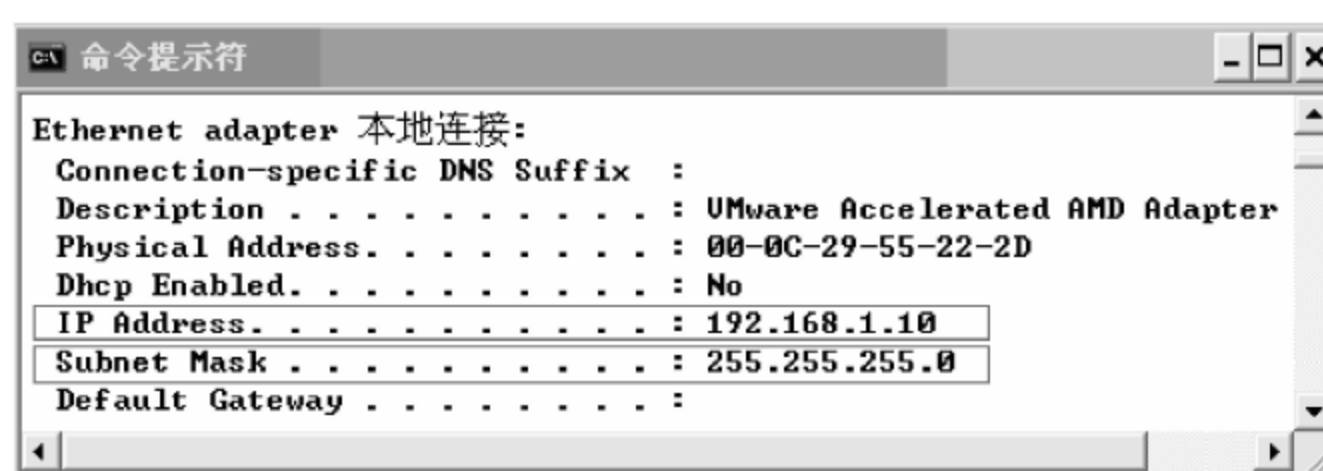 命令提示符
Ethernet adapter 本地连接:
Connection-specific DNS Suffix :
Description . . . . . . . . . . : VMware Accelerated AMD Adapter
Physical Address. . . . . . . . : 00-0C-29-55-22-2D
Dhcp Enabled. . . . . . . . . . : No
IP Address. . . . . . . . . . . : 192.168.1.10
Subnet Mask . . . . . . . . . . : 255.255.255.0
Default Gateway . . . . . . . . :